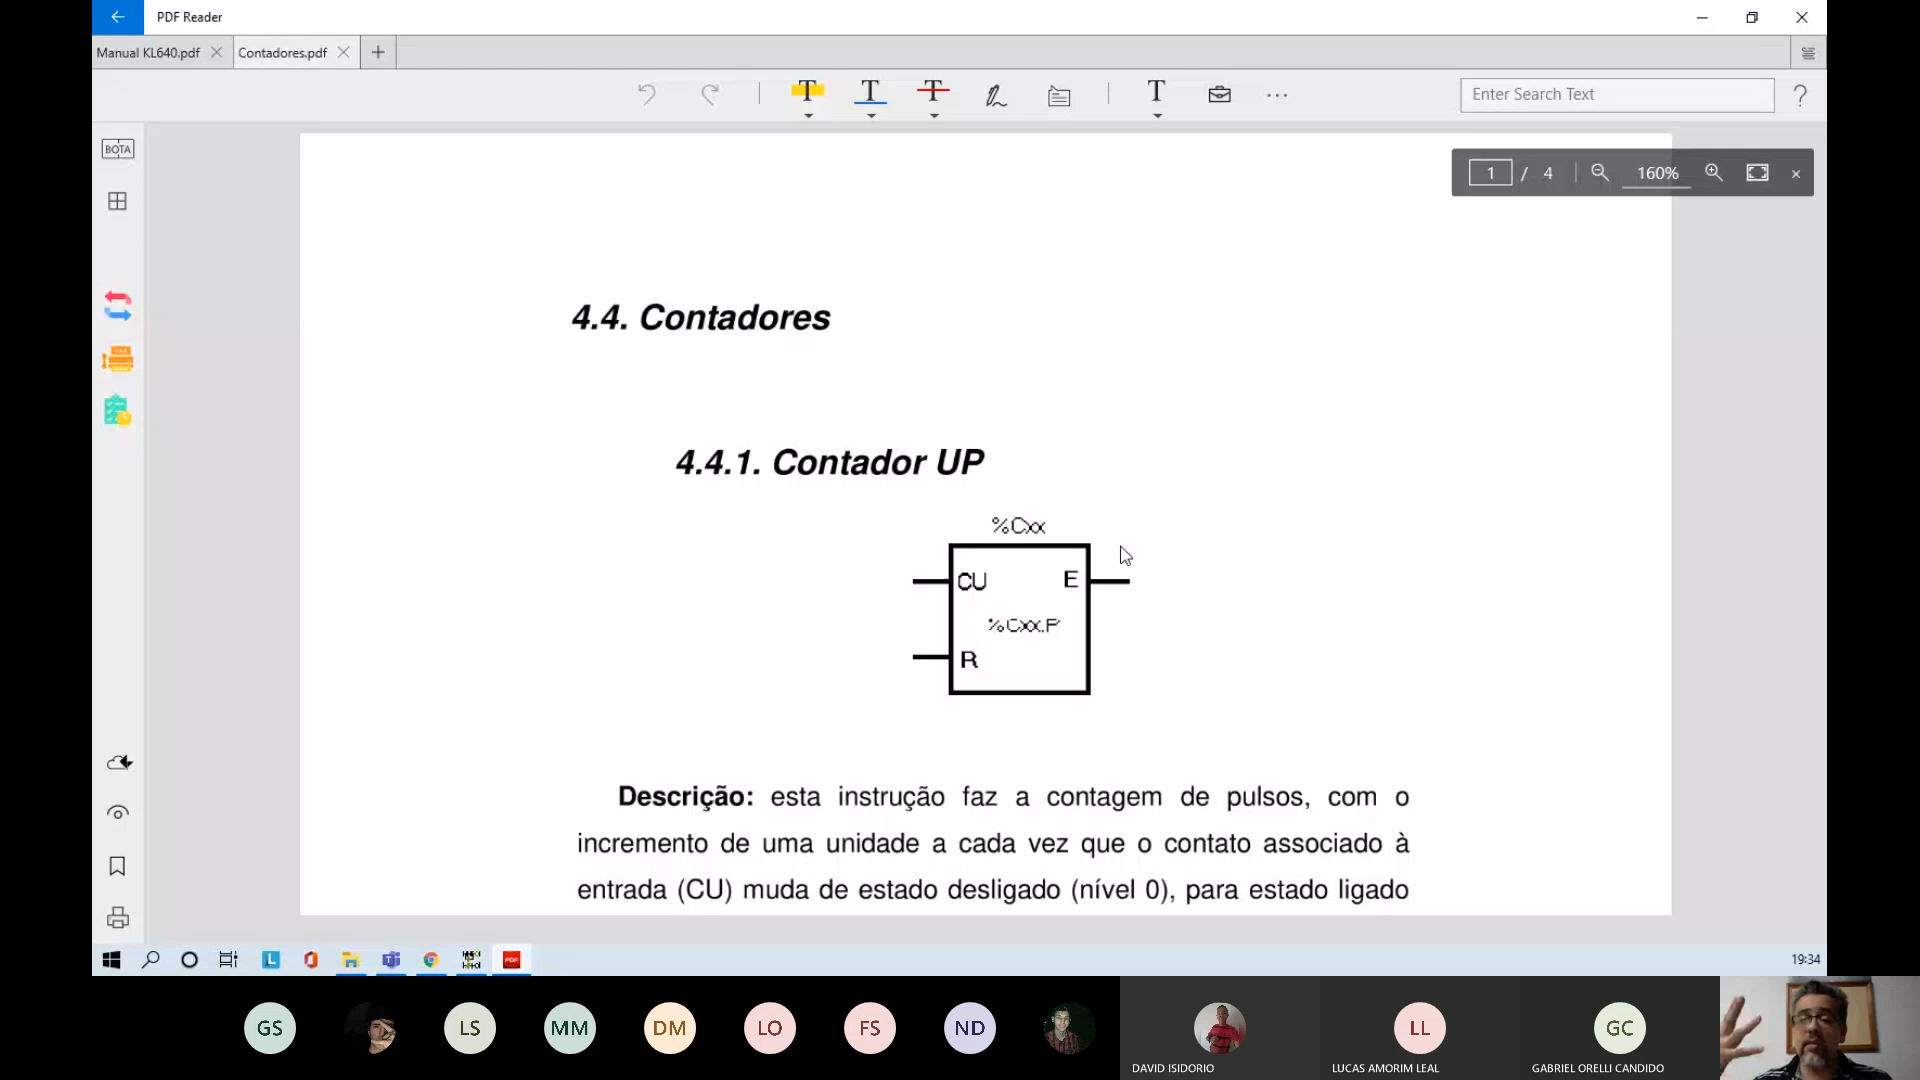 PDF Reader
Manual KL640.pdf
Contadores.pdf
T T T T
Enter Search Text
?
BOTA
1 / 4 160%
4.4. Contadores
4.4.1. Contador UP
%Cxx
CU E
%Cxx.P
R
Descrição: esta instrução faz a contagem de pulsos, com o
incremento de uma unidade a cada vez que o contato associado à
entrada (CU) muda de estado desligado (nível 0), para estado ligado
L
PDF
19:34
GS LS MM DM LO FS ND LL GC
DAVID ISIDORIO LUCAS AMORIM LEAL GABRIEL ORELLI CANDIDO